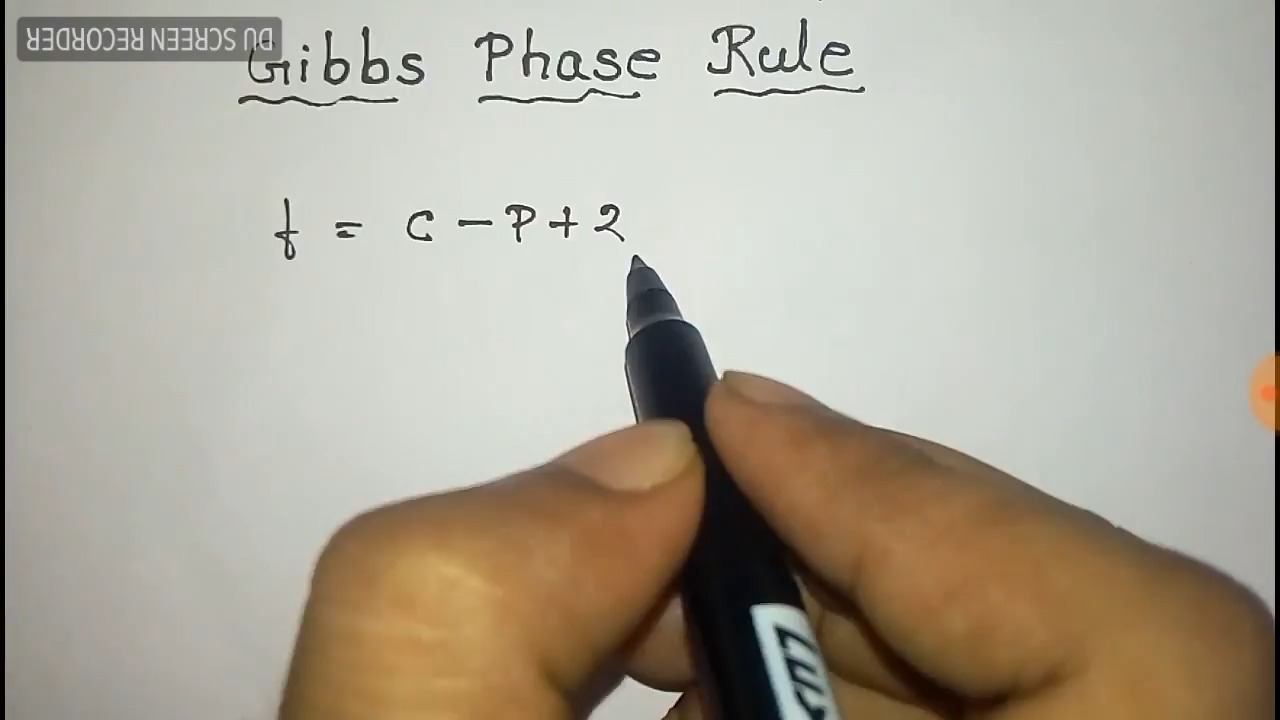 DU SCREEN RECORDER
Gibbs Phase Rule
f = C - P + 2